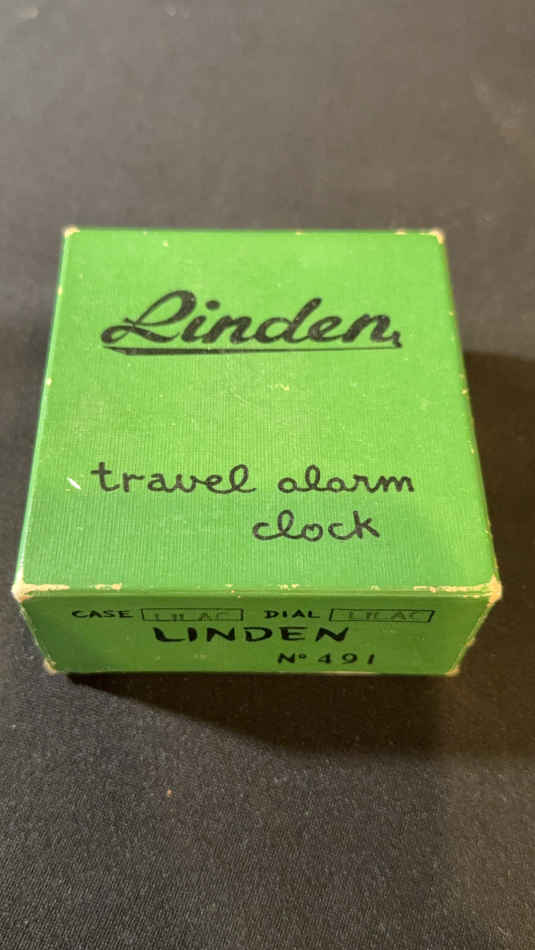 Linden
travel alarm
clock
CASE LILAC DIAL LILAC
LINDEN
Nº 491